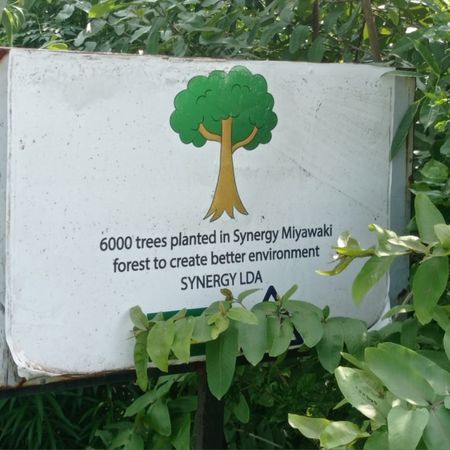 6000 trees planted in Synergy Miyawaki
forest to create better environment
SYNERGY LDA